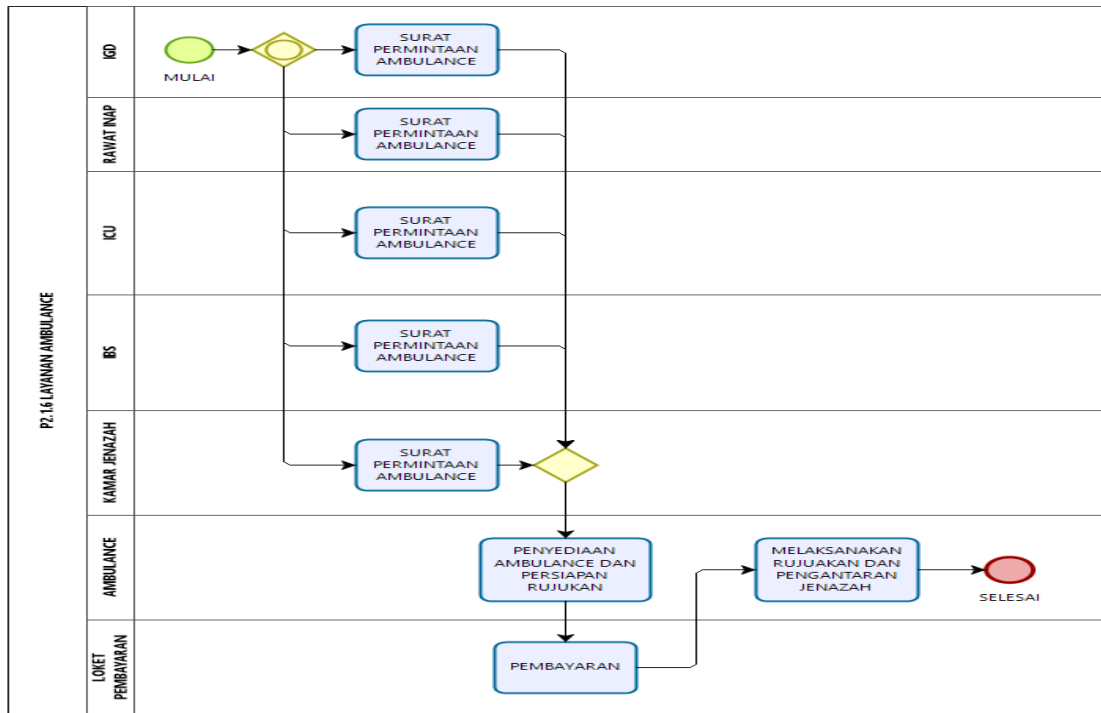 P2.1.6 LAYANAN AMBULANCE
IGD
MULAI
SURAT
PERMINTAAN
AMBULANCE
RAWAT INAP
SURAT
PERMINTAAN
AMBULANCE
ICU
SURAT
PERMINTAAN
AMBULANCE
IBS
SURAT
PERMINTAAN
AMBULANCE
KAMAR JENAZAH
SURAT
PERMINTAAN
AMBULANCE
AMBULANCE
PENYEDIAAN
AMBULANCE DAN
PERSIAPAN
RUJUKAN
MELAKSANAKAN
RUJUAKAN DAN
PENGANTARAN
JENAZAH
SELESAI
LOKET
PEMBAYARAN
PEMBAYARAN